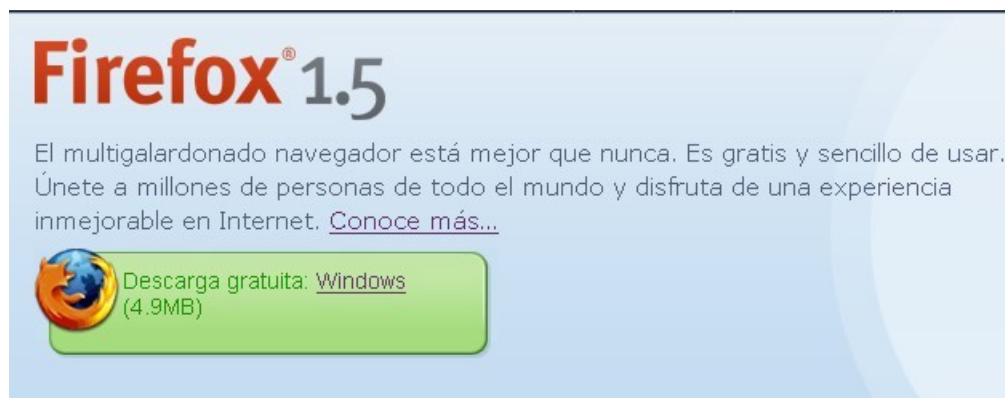 Firefox® 1.5
El multigalardonado navegador está mejor que nunca. Es gratis y sencillo de usar.
Únete a millones de personas de todo el mundo y disfruta de una experiencia
inmejorable en Internet. Conoce más...
Descarga gratuita: Windows
(4.9MB)